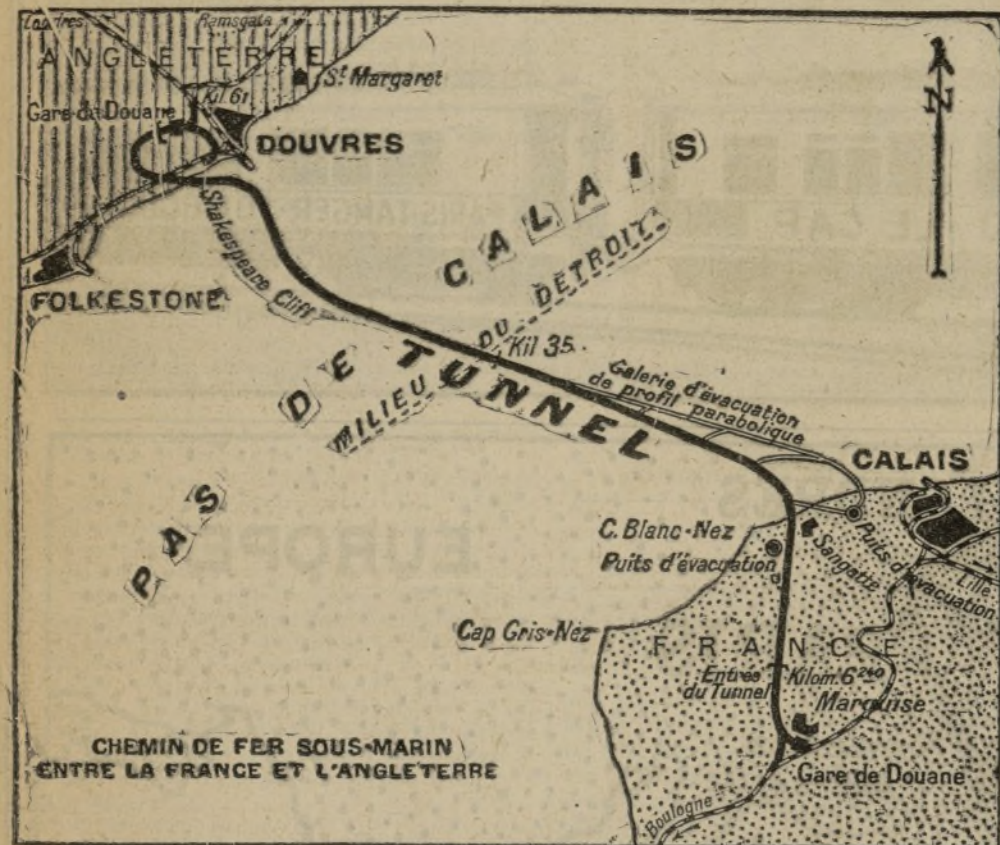 Londres
Ramsgate
ANGLETERRE
St Margaret
Kil 61
Gare de Douane
DOUVRES
N
Shakespeare Cliff
FOLKESTONE
PAS DE CALAIS
MILIEU DU DÉTROIT
Kil 35.
TUNNEL
Galerie d'évacuation
de profil parabolique
CALAIS
C. Blanc-Nez
Puits d'évacuation
Sangatte
Puits d'évacuation
Lille
Cap Gris-Nez
FRANCE
Entrée
du Tunnel
Kilom. 6240
Marquise
Gare de Douane
Boulogne
CHEMIN DE FER SOUS-MARIN
ENTRE LA FRANCE ET L'ANGLETERRE